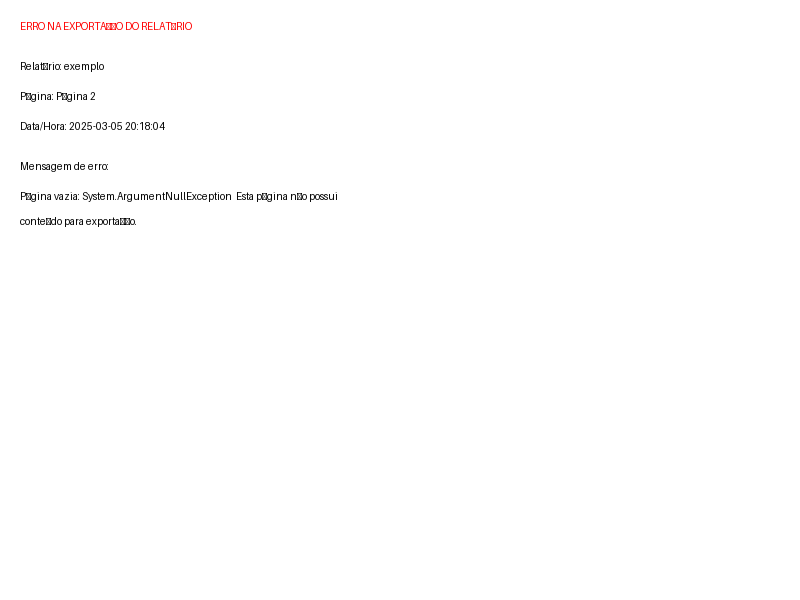 ERRO NA EXPORTA▯▯O DO RELAT▯RIO
Relat▯rio: exemplo
P▯gina: P▯gina 2
Data/Hora: 2025-03-05 20:18:04
Mensagem de erro:
P▯gina vazia: System.ArgumentNullException  Esta p▯gina n▯o possui
conte▯do para exporta▯▯o.